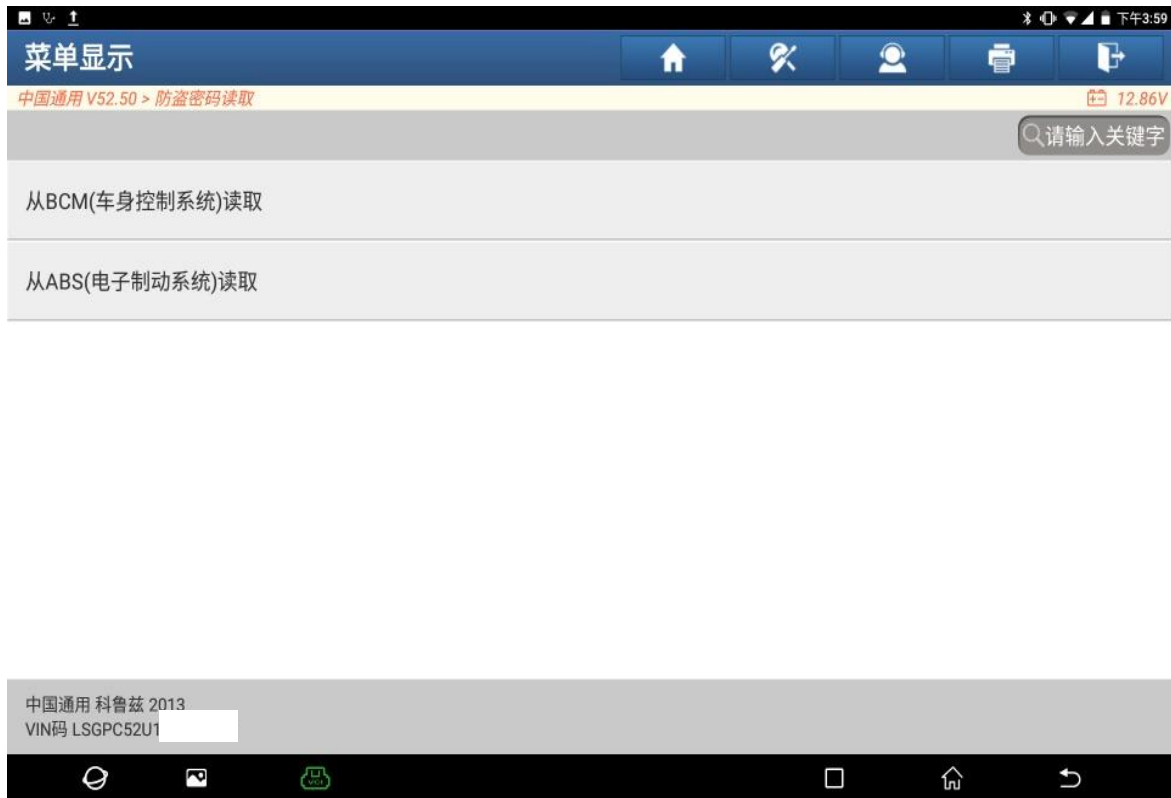 下午3:59
菜单显示
中国通用 V52.50 > 防盗密码读取
12.86V
请输入关键字
从BCM(车身控制系统)读取
从ABS(电子制动系统)读取
中国通用 科鲁兹 2013
VIN码 LSGPC52U1
VCI